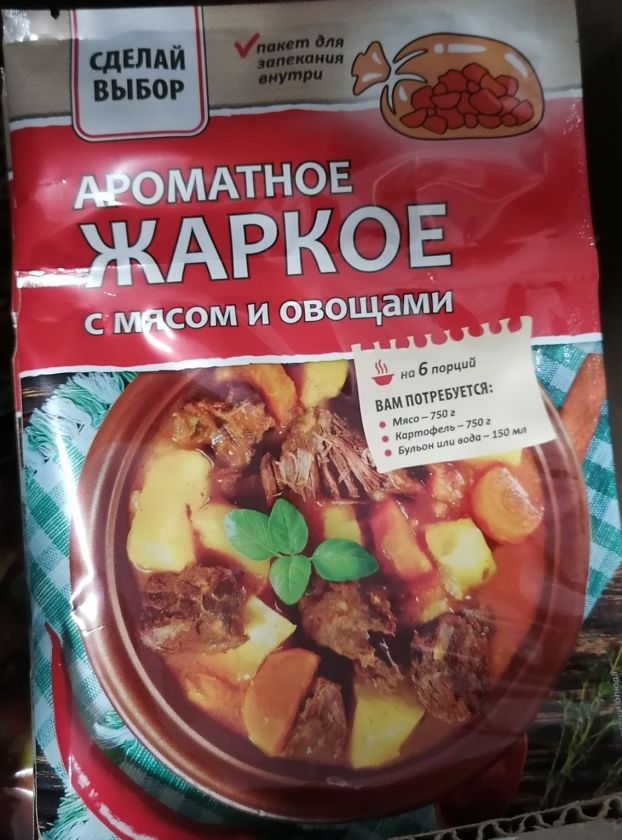 СДЕЛАЙ
ВЫБОР
пакет для
запекания
внутри
АРОМАТНОЕ
ЖАРКОЕ
С МЯСОМ И ОВОЩАМИ
на 6 порций
ВАМ ПОТРЕБУЕТСЯ:
Мясо – 750 г
Картофель – 750 г
Бульон или вода – 150 мл